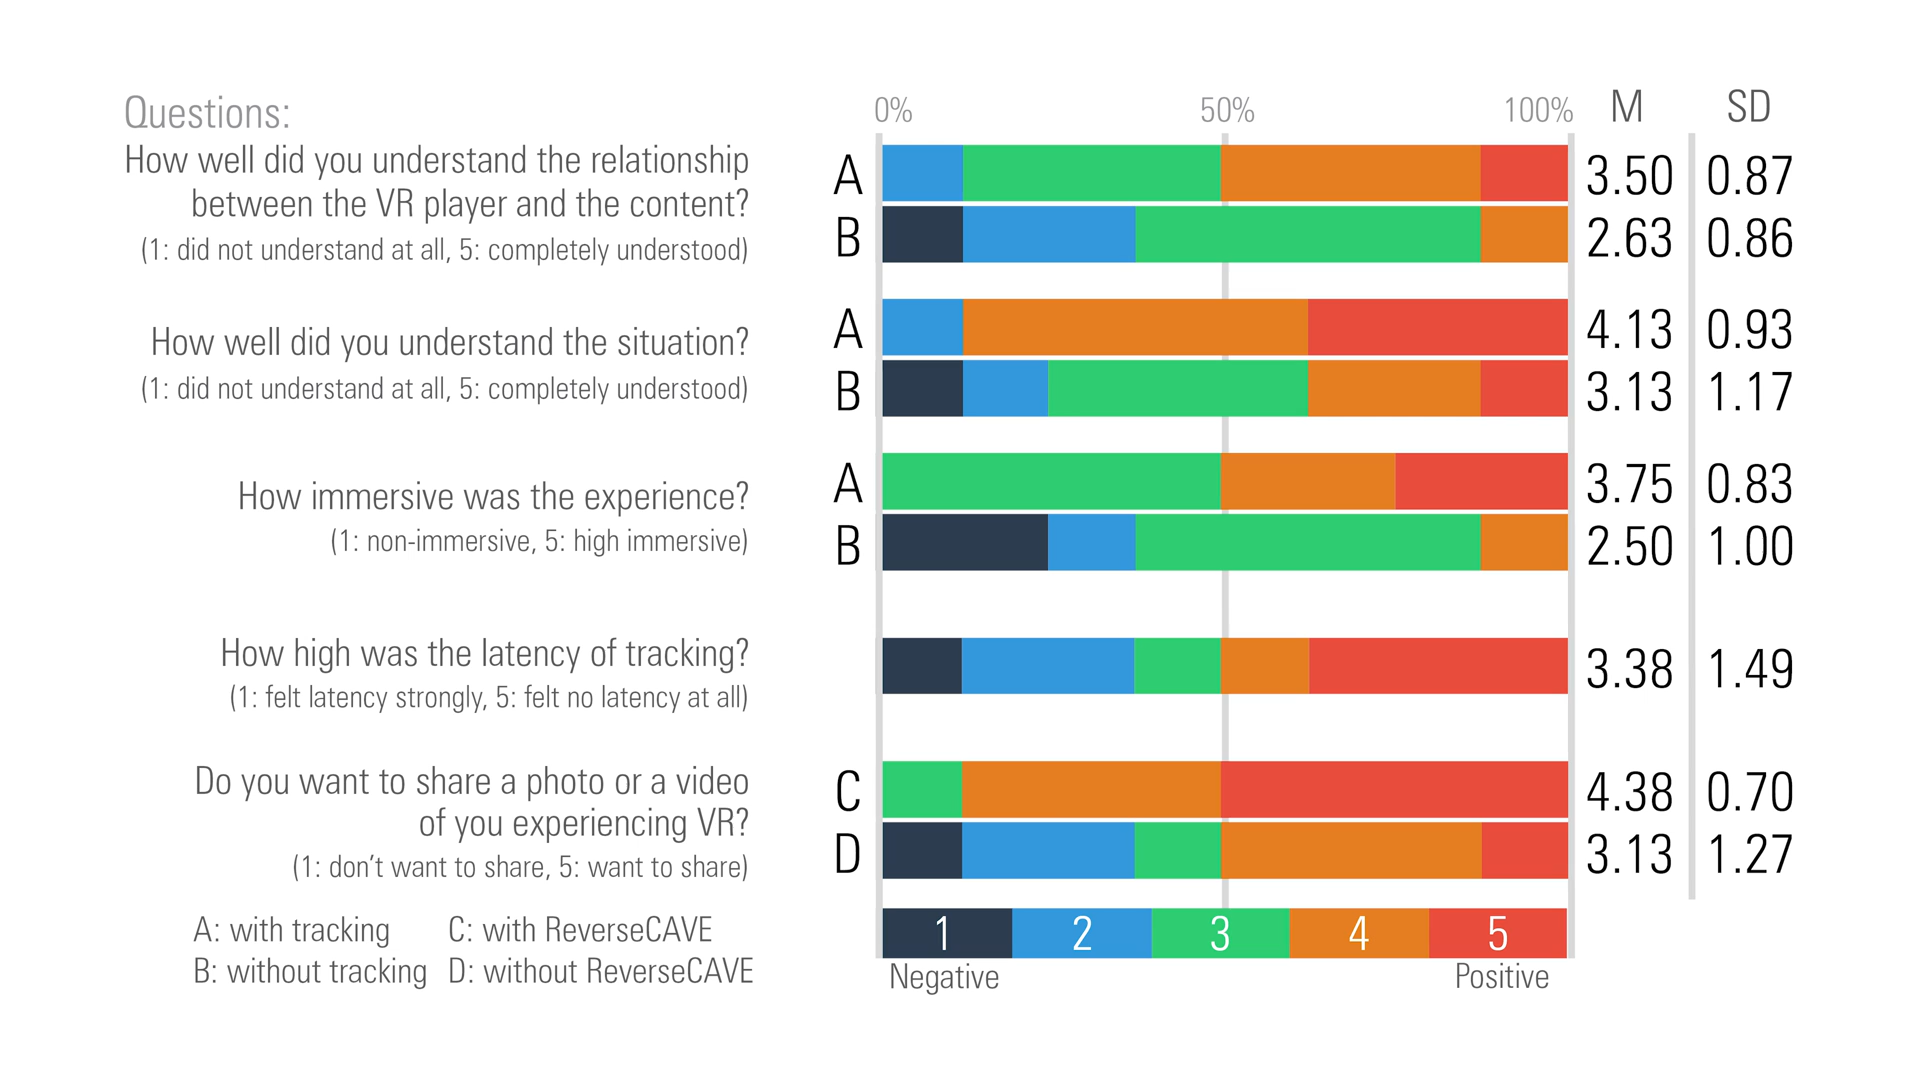 Questions:
0% 50% 100% M SD
How well did you understand the relationship
between the VR player and the content?
(1: did not understand at all, 5: completely understood)
A 3.50 0.87
B 2.63 0.86
How well did you understand the situation?
(1: did not understand at all, 5: completely understood)
A 4.13 0.93
B 3.13 1.17
How immersive was the experience?
(1: non-immersive, 5: high immersive)
A 3.75 0.83
B 2.50 1.00
How high was the latency of tracking?
(1: felt latency strongly, 5: felt no latency at all)
3.38 1.49
Do you want to share a photo or a video
of you experiencing VR?
(1: don’t want to share, 5: want to share)
C 4.38 0.70
D 3.13 1.27
A: with tracking C: with ReverseCAVE
B: without tracking D: without ReverseCAVE
1 2 3 4 5
Negative Positive